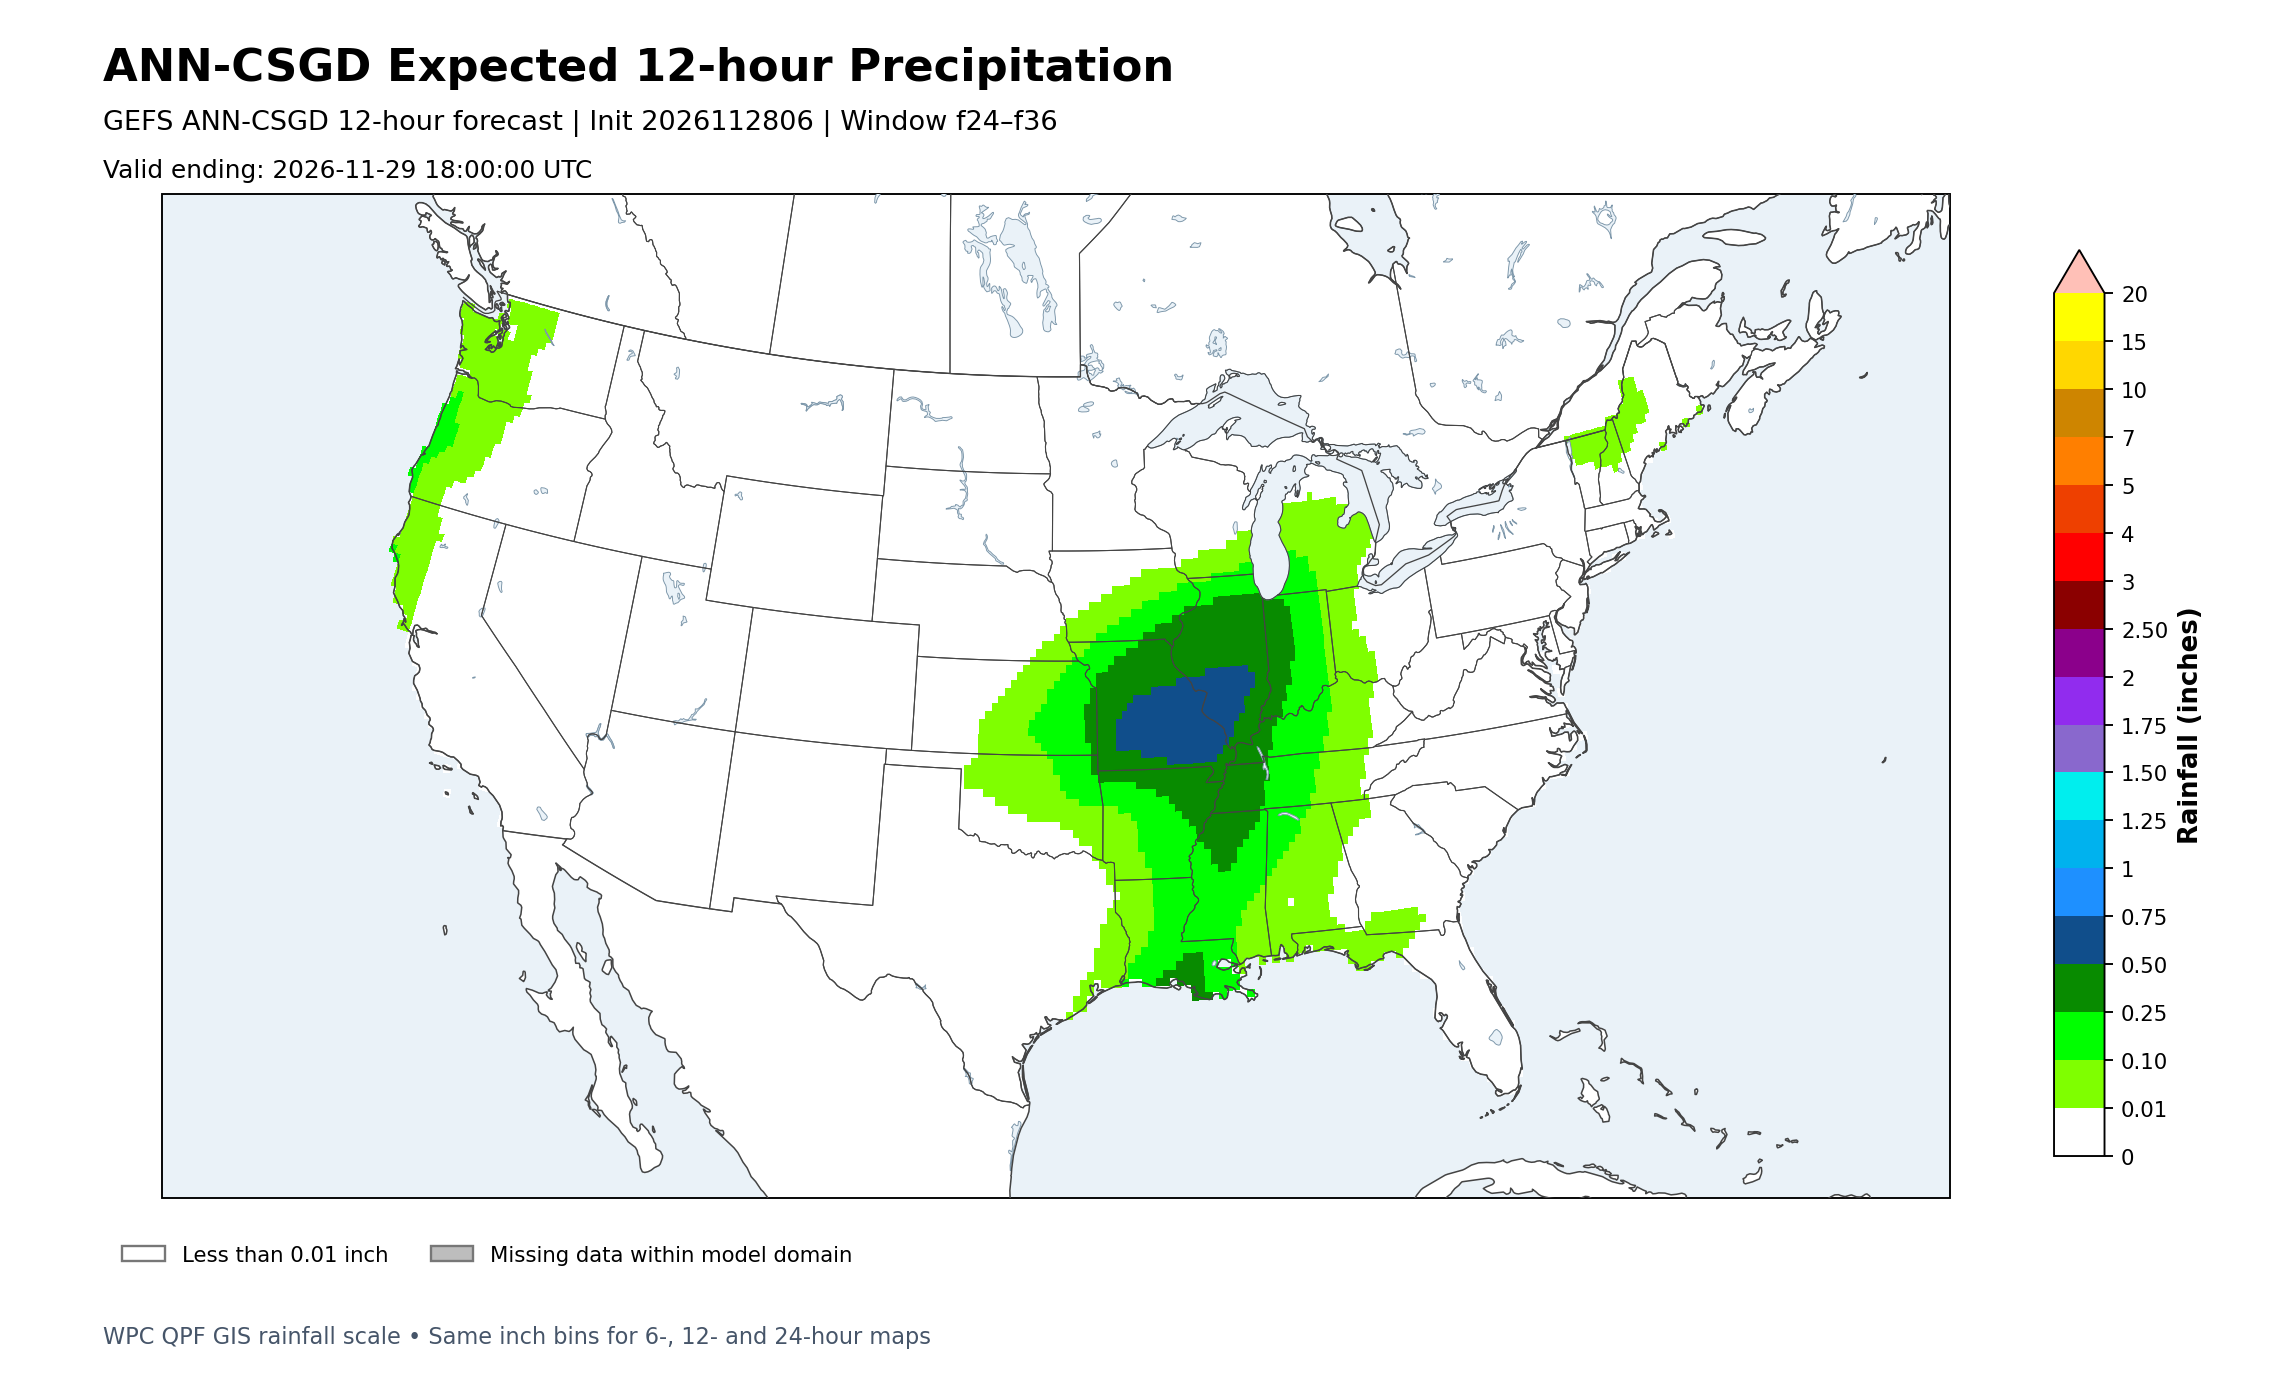 ANN-CSGD Expected 12-hour Precipitation
GEFS ANN-CSGD 12-hour forecast | Init 2026112806 | Window f24–f36
Valid ending: 2026-11-29 18:00:00 UTC
20
15
10
7
5
4
3
2.50
2
1.75
1.50
1.25
1
0.75
0.50
0.25
0.10
0.01
0
Rainfall (inches)
Less than 0.01 inch
Missing data within model domain
WPC QPF GIS rainfall scale • Same inch bins for 6-, 12- and 24-hour maps